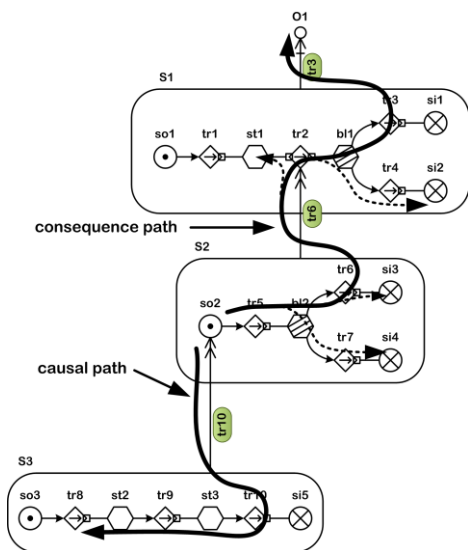 O1
tr3
S1
tr3 si1
so1 tr1 st1 tr2 bl1
tr4 si2
consequence path
tr6
S2
tr6 si3
so2 tr5 bl2
tr7 si4
causal path
tr10
S3
so3 tr8 st2 tr9 st3 tr10 si5